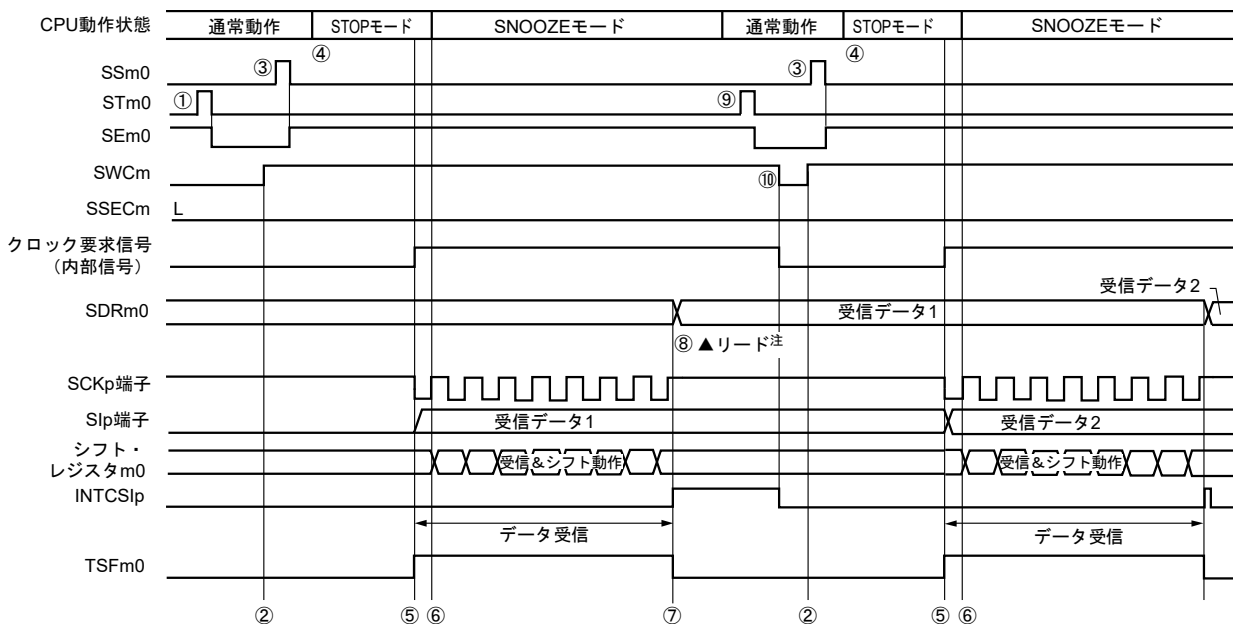 CPU動作状態 通常動作 STOPモード SNOOZEモード 通常動作 STOPモード SNOOZEモード
③ ④ ③ ④
SSm0
STm0 ① ⑨
SEm0
SWCm ⑩
SSECm L
クロック要求信号
(内部信号)
受信データ2
SDRm0 受信データ1
⑧ ▲リード注
SCKp端子
SIp端子 受信データ1 受信データ2
シフト・
レジスタm0 受信&シフト動作 受信&シフト動作
INTCSIp
データ受信 データ受信
TSFm0
② ⑤ ⑥ ⑦ ② ⑤ ⑥